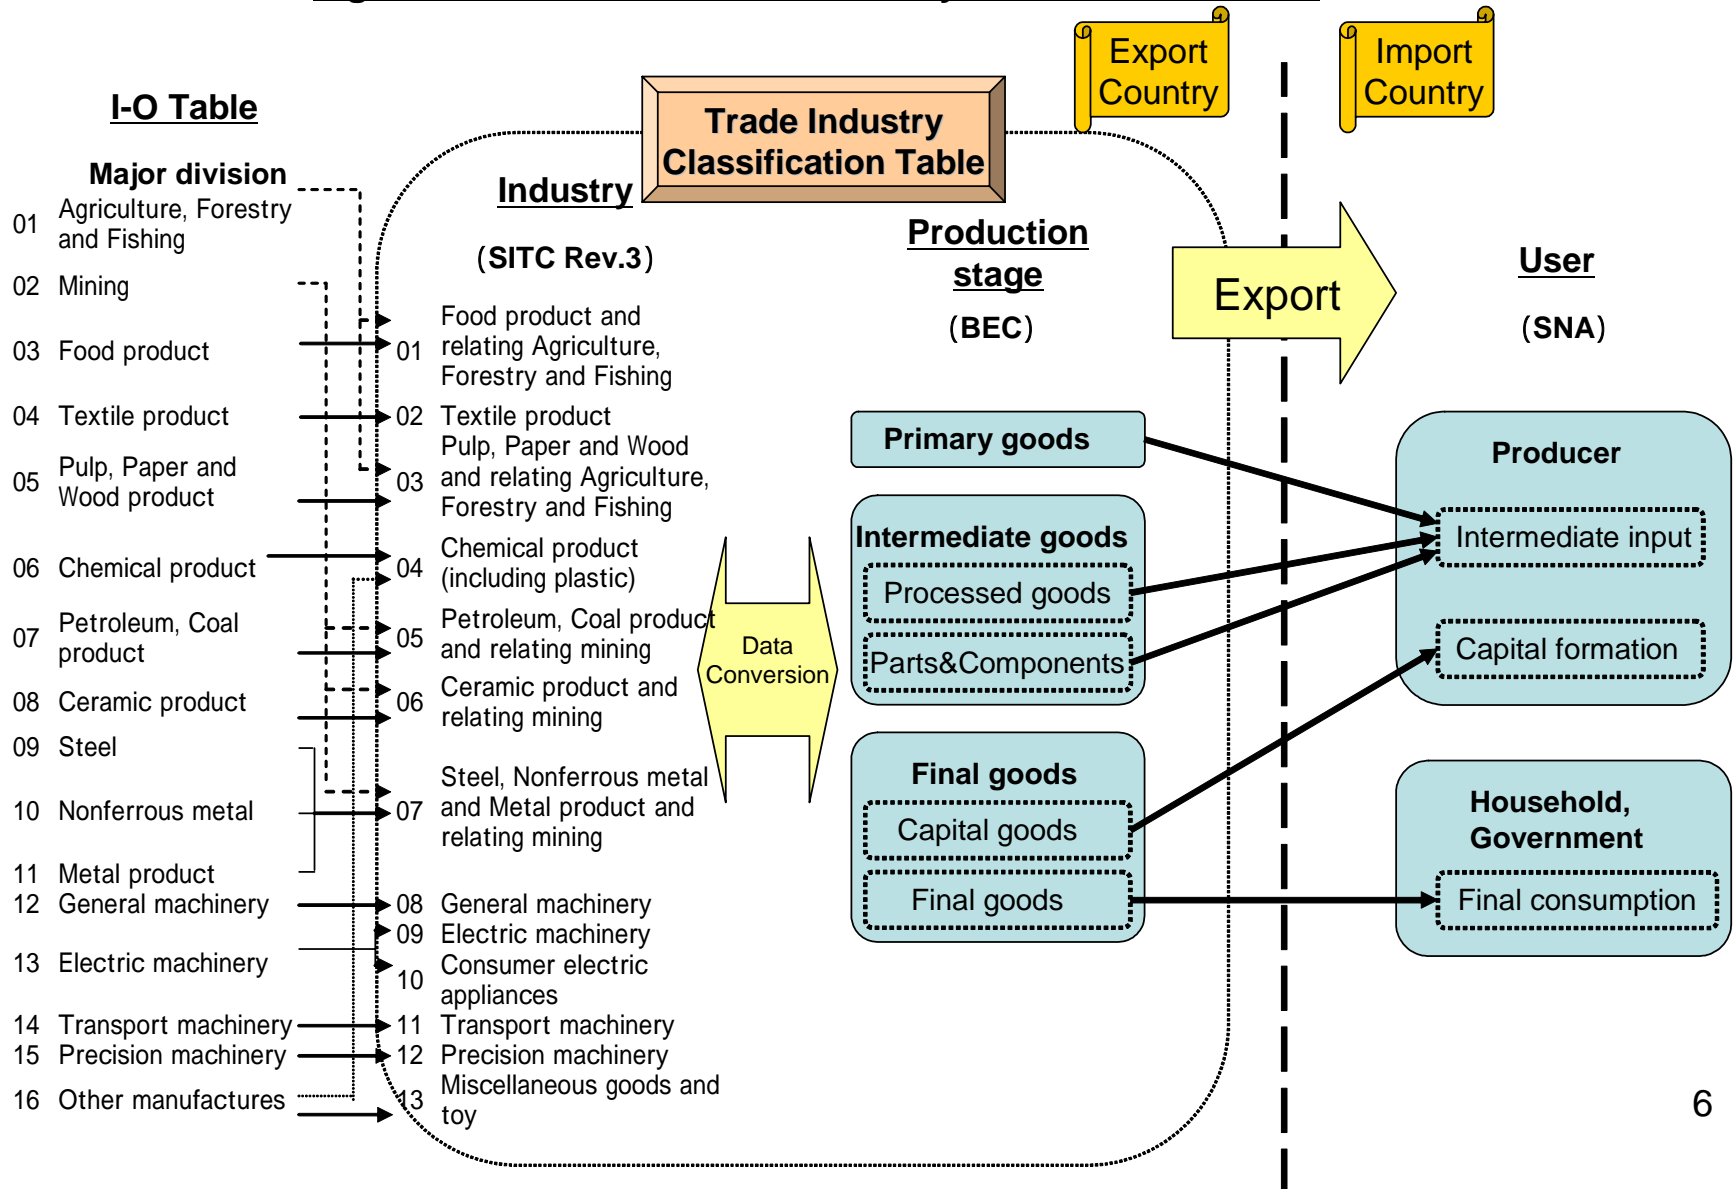 Export
Country
Import
Country
I-O Table
Trade Industry
Classification Table
Major division
Industry
(SITC Rev.3)
Production
stage
(BEC)
Export
User
(SNA)
01 Agriculture, Forestry
and Fishing
02 Mining
03 Food product
04 Textile product
05 Pulp, Paper and
Wood product
06 Chemical product
07 Petroleum, Coal
product
08 Ceramic product
09 Steel
10 Nonferrous metal
11 Metal product
12 General machinery
13 Electric machinery
14 Transport machinery
15 Precision machinery
16 Other manufactures
01 Food product and
relating Agriculture,
Forestry and Fishing
02 Textile product
03 Pulp, Paper and Wood
and relating Agriculture,
Forestry and Fishing
04 Chemical product
(including plastic)
05 Petroleum, Coal product
and relating mining
06 Ceramic product and
relating mining
07 Steel, Nonferrous metal
and Metal product and
relating mining
08 General machinery
09 Electric machinery
10 Consumer electric
appliances
11 Transport machinery
12 Precision machinery
13 Miscellaneous goods and
toy
Data
Conversion
Primary goods
Intermediate goods
Processed goods
Parts&Components
Final goods
Capital goods
Final goods
Producer
Intermediate input
Capital formation
Household,
Government
Final consumption
6